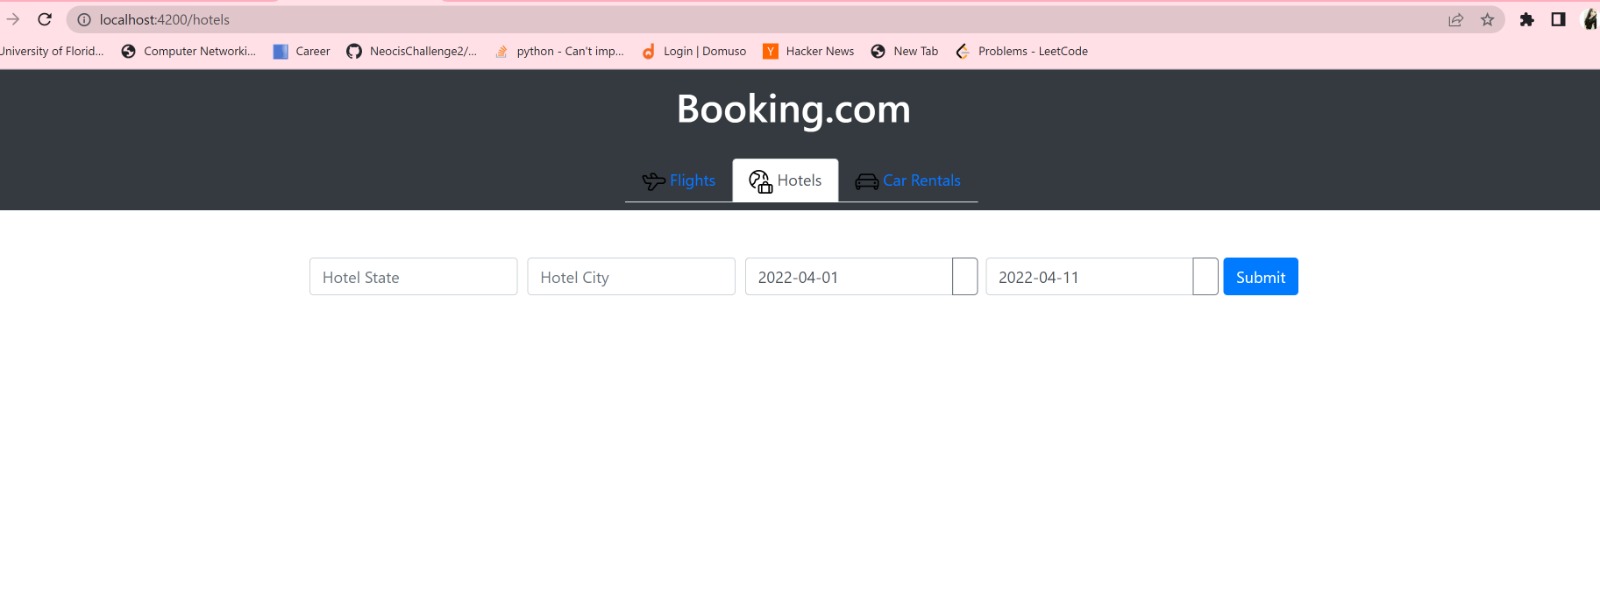 localhost:4200/hotels
University of Florid... Computer Networki... Career NeocisChallenge2/... python - Can't imp... Login | Domuso Y Hacker News New Tab Problems - LeetCode
Booking.com
Flights Hotels Car Rentals
Hotel State Hotel City 2022-04-01 2022-04-11 Submit